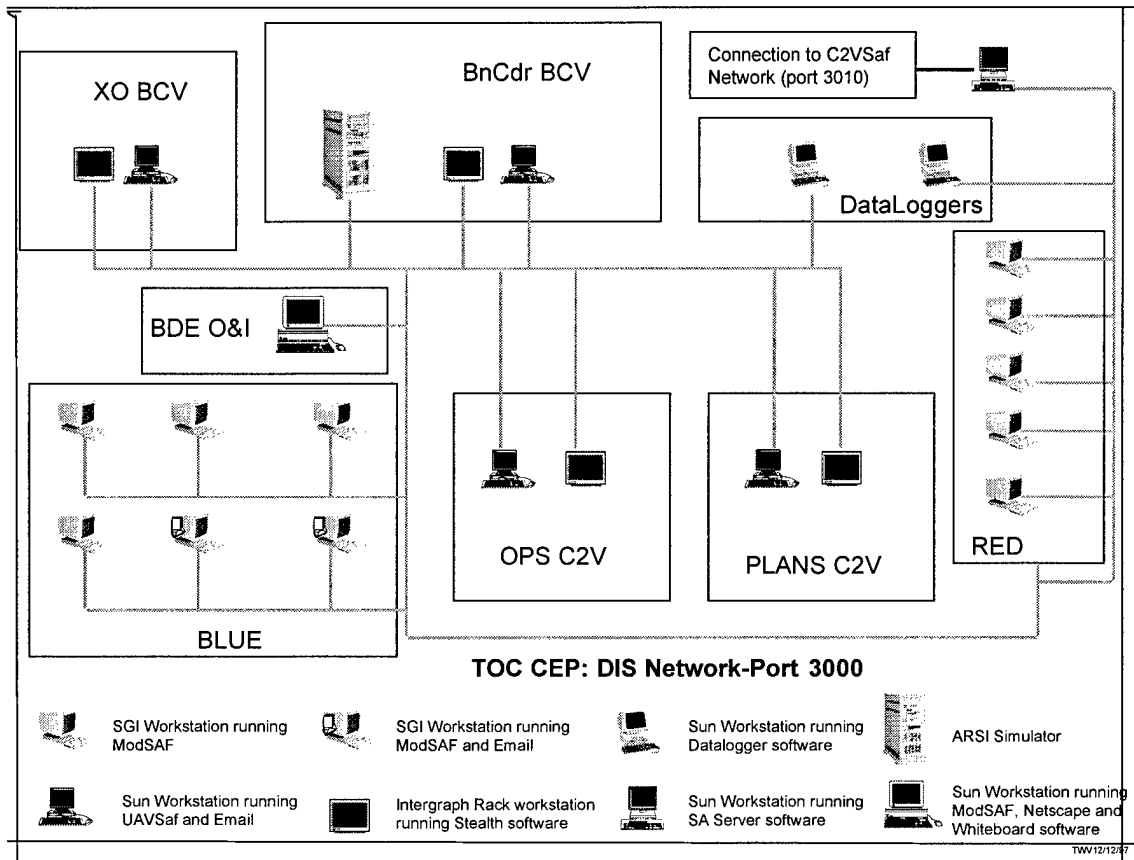 XO BCV
BnCdr BCV
Connection to C2VSaf
Network (port 3010)
DataLoggers
BDE O&I
OPS C2V
PLANS C2V
RED
BLUE
TOC CEP: DIS Network-Port 3000
SGI Workstation running
ModSAF
SGI Workstation running
ModSAF and Email
Sun Workstation running
Datalogger software
ARSI Simulator
Sun Workstation running
UAVSaf and Email
Intergraph Rack workstation
running Stealth software
Sun Workstation running
SA Server software
Sun Workstation running
ModSAF, Netscape and
Whiteboard software
TWV12/12/97